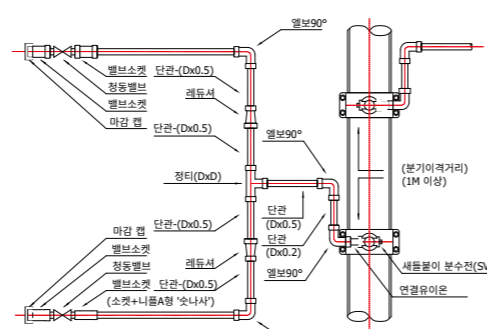 엘보90°
밸브소켓
단관-(Dx0.5)
청동밸브
레듀셔
밸브소켓
마감 캡
단관-(Dx0.5)
엘보90°
정티(DxD)
(분기이격거리)
(1M 이상)
단관
(Dx0.5)
마감 캡
단관-(Dx0.5)
단관
(Dx0.2)
밸브소켓
청동밸브
레듀셔
엘보90°
새들붙이 분수전(SV
밸브소켓
단관-(Dx0.5)
연결유이온
(소켓+니플A형 '숫나사')